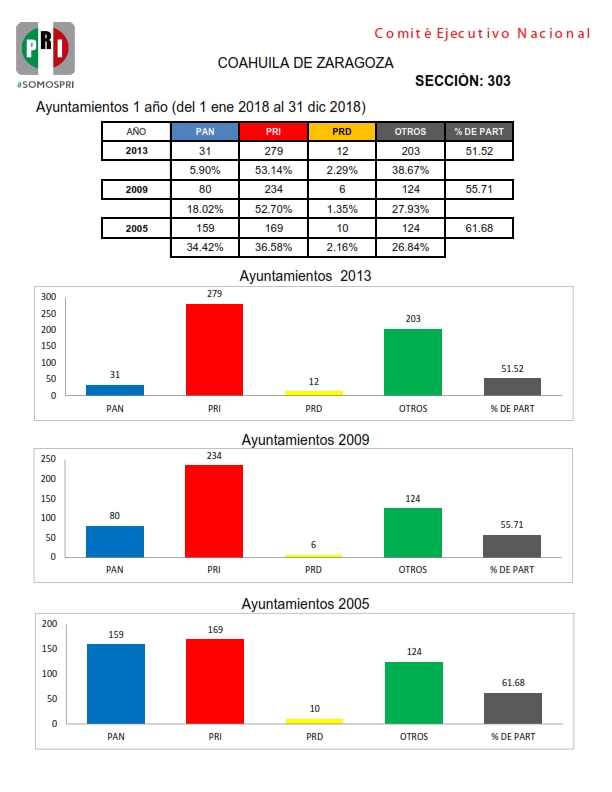 Comité Ejecutivo Nacional
PRI
#SOMOSPRI
COAHUILA DE ZARAGOZA
SECCIÓN: 303
Ayuntamientos 1 año (del 1 ene 2018 al 31 dic 2018)
AÑO PAN PRI PRD OTROS % DE PART
2013 31 279 12 203 51.52
5.90% 53.14% 2.29% 38.67%
2009 80 234 6 124 55.71
18.02% 52.70% 1.35% 27.93%
2005 159 169 10 124 61.68
34.42% 36.58% 2.16% 26.84%
Ayuntamientos 2013
300
250
200
150
100
50
0
31 279 12 203 51.52
PAN PRI PRD OTROS % DE PART
Ayuntamientos 2009
250
200
150
100
50
0
80 234 6 124 55.71
PAN PRI PRD OTROS % DE PART
Ayuntamientos 2005
200
150
100
50
0
159 169 10 124 61.68
PAN PRI PRD OTROS % DE PART